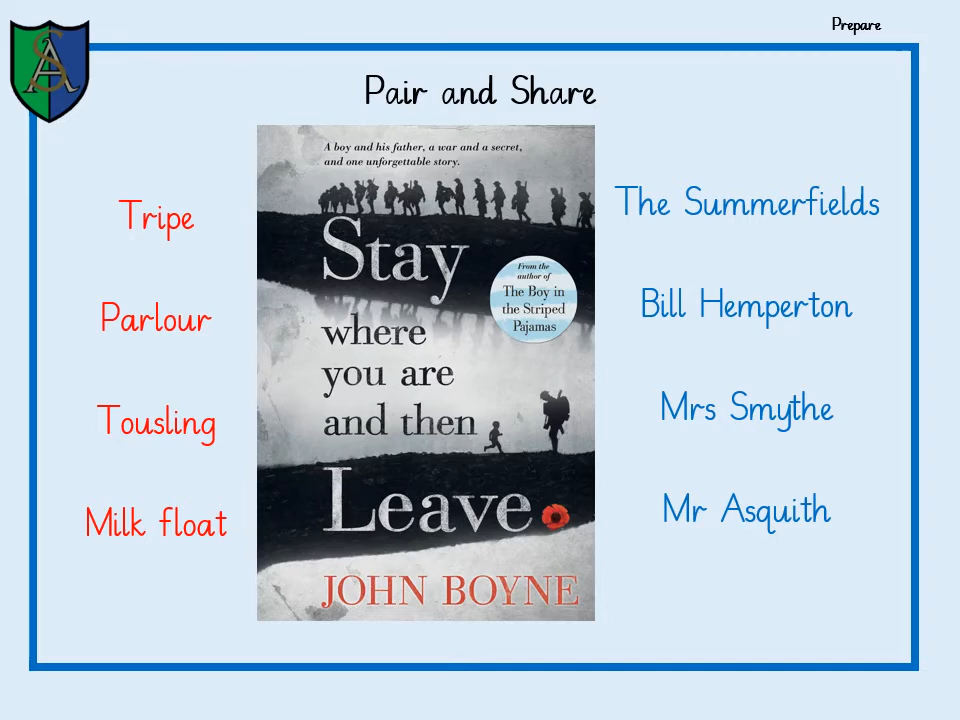 Prepare
Pair and Share
Tripe
Parlour
Tousling
Milk float
A boy and his father, a war and a secret,
and one unforgettable story.
Stay
From the
author of
The Boy in
the Striped
Pajamas
where
you are
and then
Leave.
JOHN BOYNE
The Summerfields
Bill Hemperton
Mrs Smythe
Mr Asquith
SA